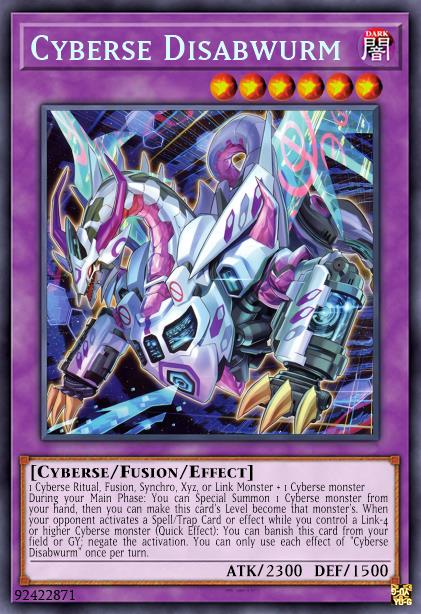 CYBERSE DISABWURM
DARK
闇
[CYBERSE/FUSION/EFFECT]
1 Cyberse Ritual, Fusion, Synchro, Xyz, or Link Monster + 1 Cyberse monster
During your Main Phase: You can Special Summon 1 Cyberse monster from
your hand, then you can make this card's Level become that monster's. When
your opponent activates a Spell/Trap Card or effect while you control a Link-4
or higher Cyberse monster (Quick Effect): You can banish this card from your
field or GY; negate the activation. You can only use each effect of "Cyberse
Disabwurm" once per turn.
ATK/2300 DEF/1500
92422871